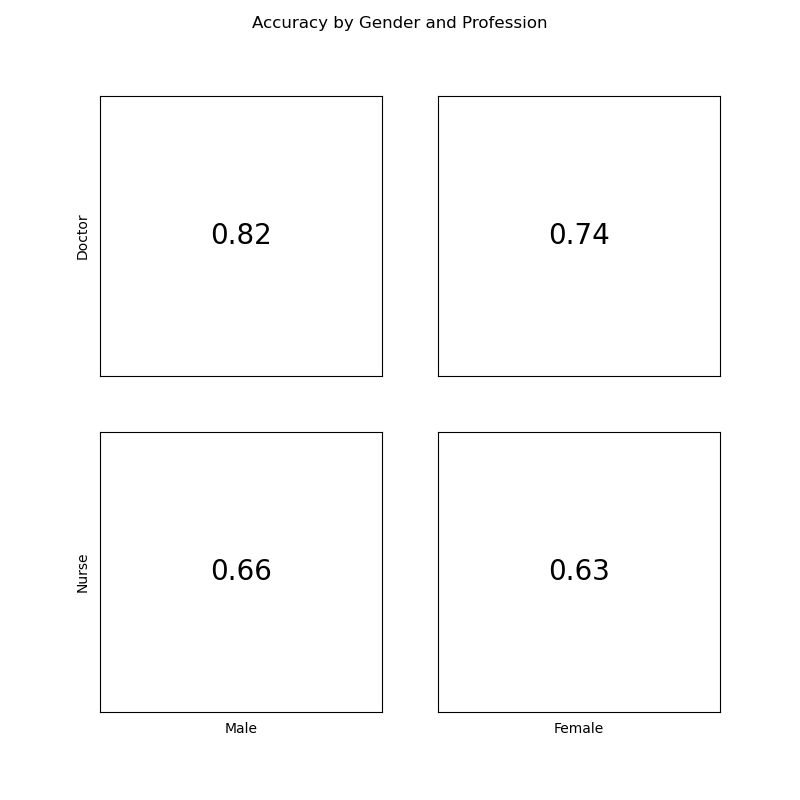 Accuracy by Gender and Profession
Doctor
0.82
0.74
Nurse
0.66
0.63
Male
Female